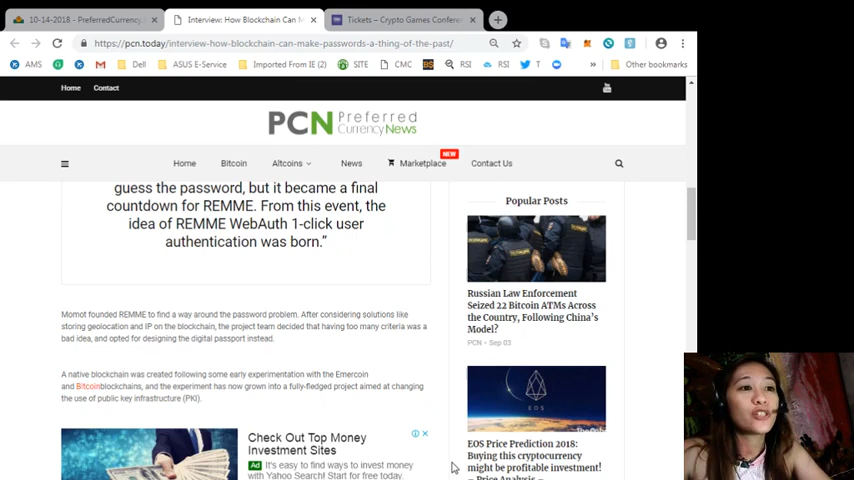 10-14-2018 - PreferredCurrency
Interview: How Blockchain Can M
Tickets – Crypto Games Conferen
https://pcn.today/interview-how-blockchain-can-make-passwords-a-thing-of-the-past/
AMS
Dell
ASUS E-Service
Imported From IE (2)
SITE
CMC
BS
RSI
RSI
T
»
Other bookmarks
Home
Contact
PCN Preferred
Currency News
Home
Bitcoin
Altcoins
News
Marketplace
NEW
Contact Us
guess the password, but it became a final
countdown for REMME. From this event, the
idea of REMME WebAuth 1-click user
authentication was born.”
Momot founded REMME to find a way around the password problem. After considering solutions like
storing geolocation and IP on the blockchain, the project team decided that having too many criteria was a
bad idea, and opted for designing the digital passport instead.
A native blockchain was created following some early experimentation with the Emercoin
and Bitcoinblockchains, and the experiment has now grown into a fully-fledged project aimed at changing
the use of public key infrastructure (PKI).
Check Out Top Money
Investment Sites
Ad It's easy to find ways to invest money
with Yahoo Search! Start for free today.
Popular Posts
Russian Law Enforcement
Seized 22 Bitcoin ATMs Across
the Country, Following China’s
Model?
PCN - Sep 03
EOS
EOS Price Prediction 2018:
Buying this cryptocurrency
might be profitable investment!
– Price Analysis –